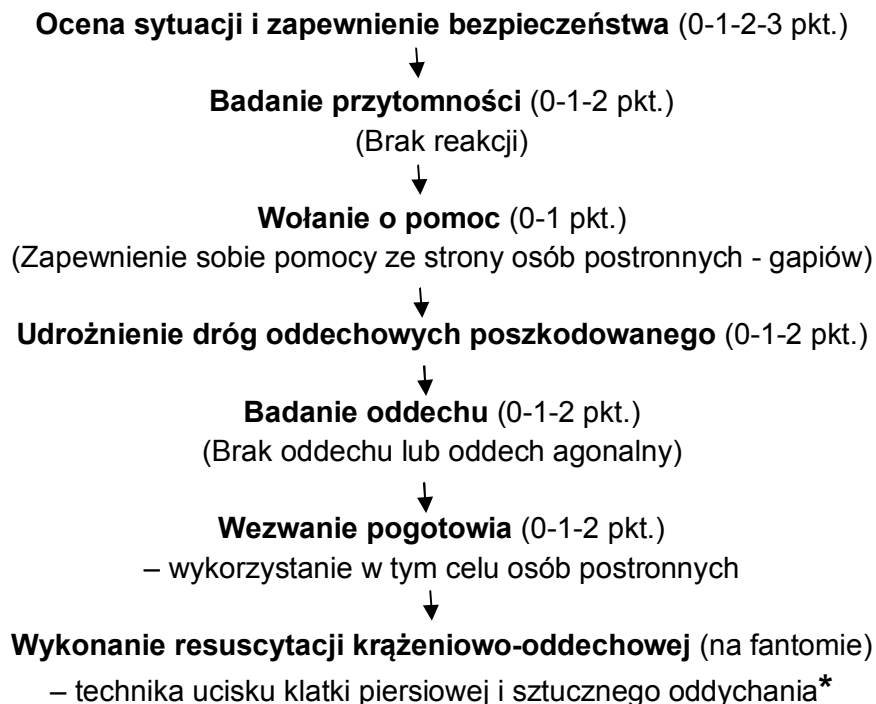 Ocena sytuacji i zapewnienie bezpieczeństwa (0-1-2-3 pkt.)
Badanie przytomności (0-1-2 pkt.)
(Brak reakcji)
Wołanie o pomoc (0-1 pkt.)
(Zapewnienie sobie pomocy ze strony osób postronnych - gapiów)
Udrożnienie dróg oddechowych poszkodowanego (0-1-2 pkt.)
Badanie oddechu (0-1-2 pkt.)
(Brak oddechu lub oddech agonalny)
Wezwanie pogotowia (0-1-2 pkt.)
– wykorzystanie w tym celu osób postronnych
Wykonanie resuscytacji krążeniowo-oddechowej (na fantomie)
– technika ucisku klatki piersiowej i sztucznego oddychania*